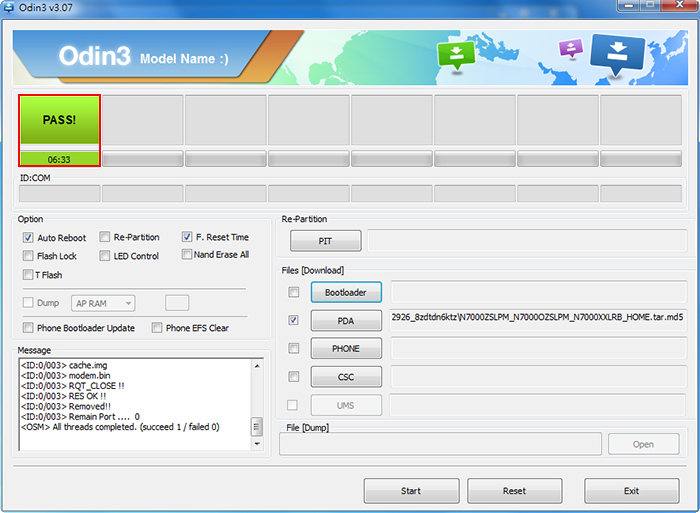 Odin3 v3.07
Odin3 Model Name :)
PASS!
06:33
ID:COM
Option
Auto Reboot Re-Partition F. Reset Time
Flash Lock LED Control Nand Erase All
T Flash
Dump AP RAM
Phone Bootloader Update Phone EFS Clear
Message
<ID:0/003> cache.img
<ID:0/003> modem.bin
<ID:0/003> RQT_CLOSE !!
<ID:0/003> RES OK !!
<ID:0/003> Removed!!
<ID:0/003> Remain Port .... 0
<OSM> All threads completed. (succeed 1 / failed 0)
Re-Partition
PIT
Files [Download]
Bootloader
PDA 2926_8zdtdn6ktz\N7000ZSLPM_N7000OZSLPM_N7000XXLRB_HOME.tar.md5
PHONE
CSC
UMS
File [Dump]
Open
Start Reset Exit